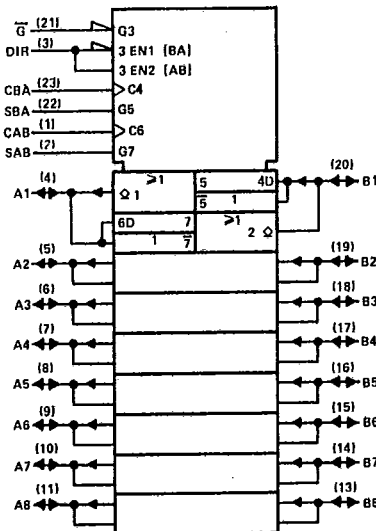 G̅ (21) G3
DIR (3) 3 EN1 (BA)
3 EN2 (AB)
CBA (23) C4
SBA (22) G5
CAB (1) C6
SAB (2) G7
A1 (4) ≥1 5 4D (20) B1
Ω 1 5̅ 1
6D 7 ≥1
1 7̅ 2 Ω
A2 (5) (19) B2
A3 (6) (18) B3
A4 (7) (17) B4
A5 (8) (16) B5
A6 (9) (15) B6
A7 (10) (14) B7
A8 (11) (13) B8